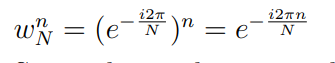 $w_N^n = (e^{-\frac{i2\pi}{N}})^n = e^{-\frac{i2\pi n}{N}}$